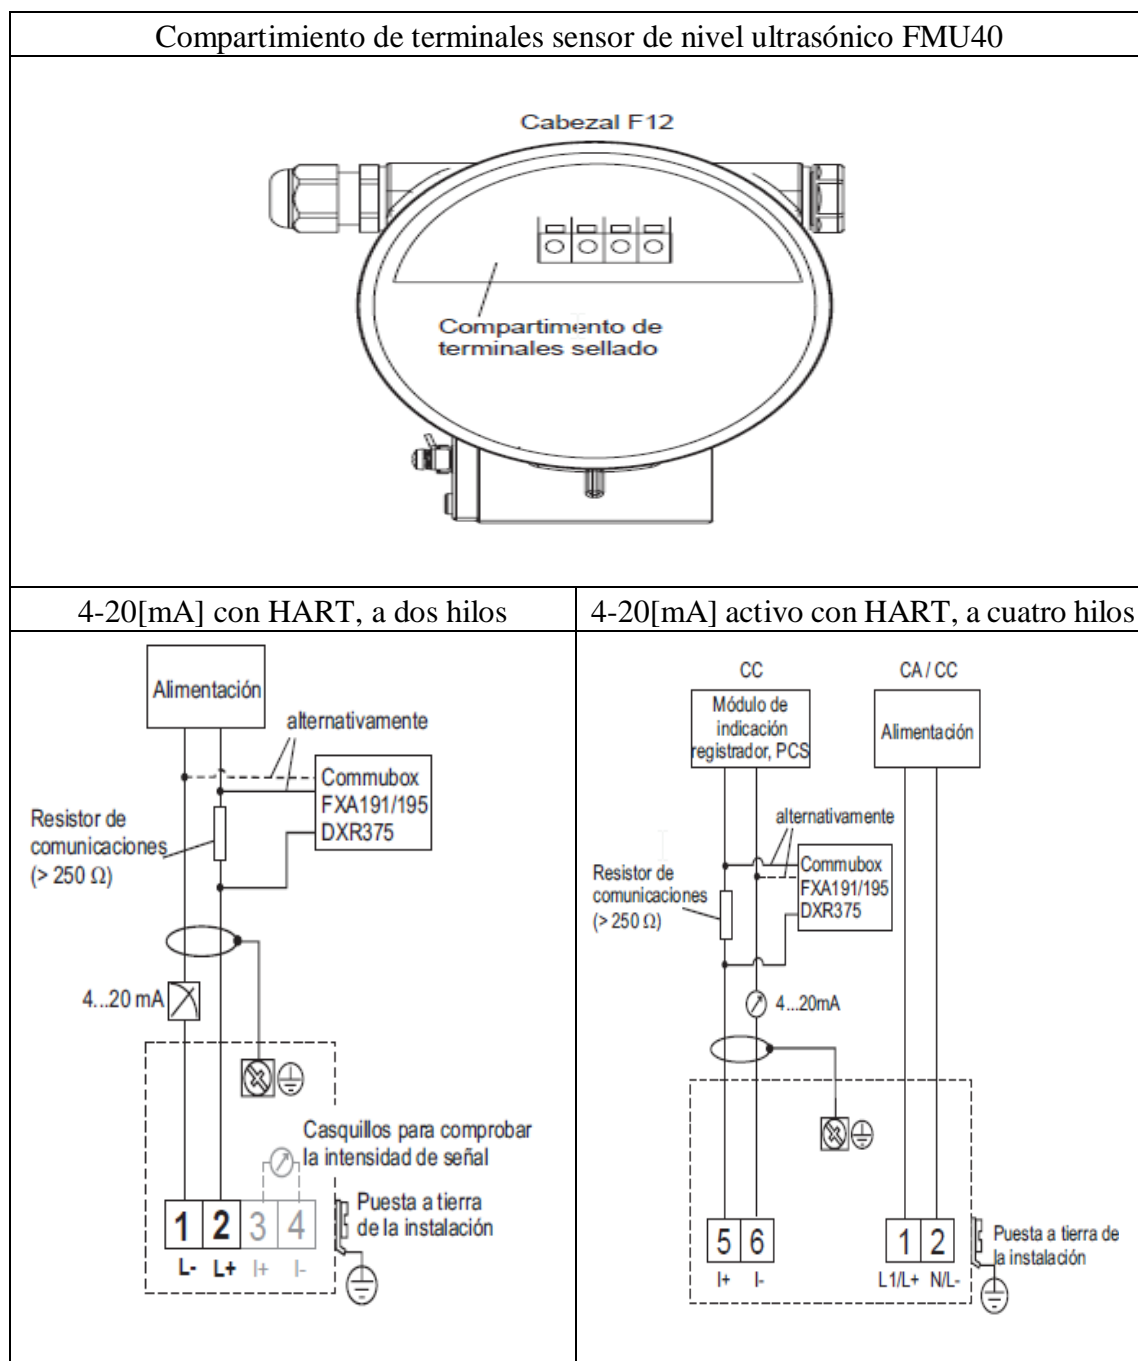 Compartimiento de terminales sensor de nivel ultrasónico FMU40
Cabezal F12
Compartimento de
terminales sellado
4-20[mA] con HART, a dos hilos
Alimentación
alternativamente
Commubox
FXA191/195
DXR375
Resistor de
comunicaciones
(> 250 Ω)
4...20 mA
Casquillos para comprobar
la intensidad de señal
Puesta a tierra
de la instalación
1 2 3 4
L- L+ I+ I-
4-20[mA] activo con HART, a cuatro hilos
CC
CA / CC
Módulo de
indicación
registrador, PCS
Alimentación
alternativamente
Commubox
FXA191/195
DXR375
Resistor de
comunicaciones
(> 250 Ω)
4...20mA
5 6
I+ I-
1 2
L1/L+ N/L-
Puesta a tierra de
la instalación